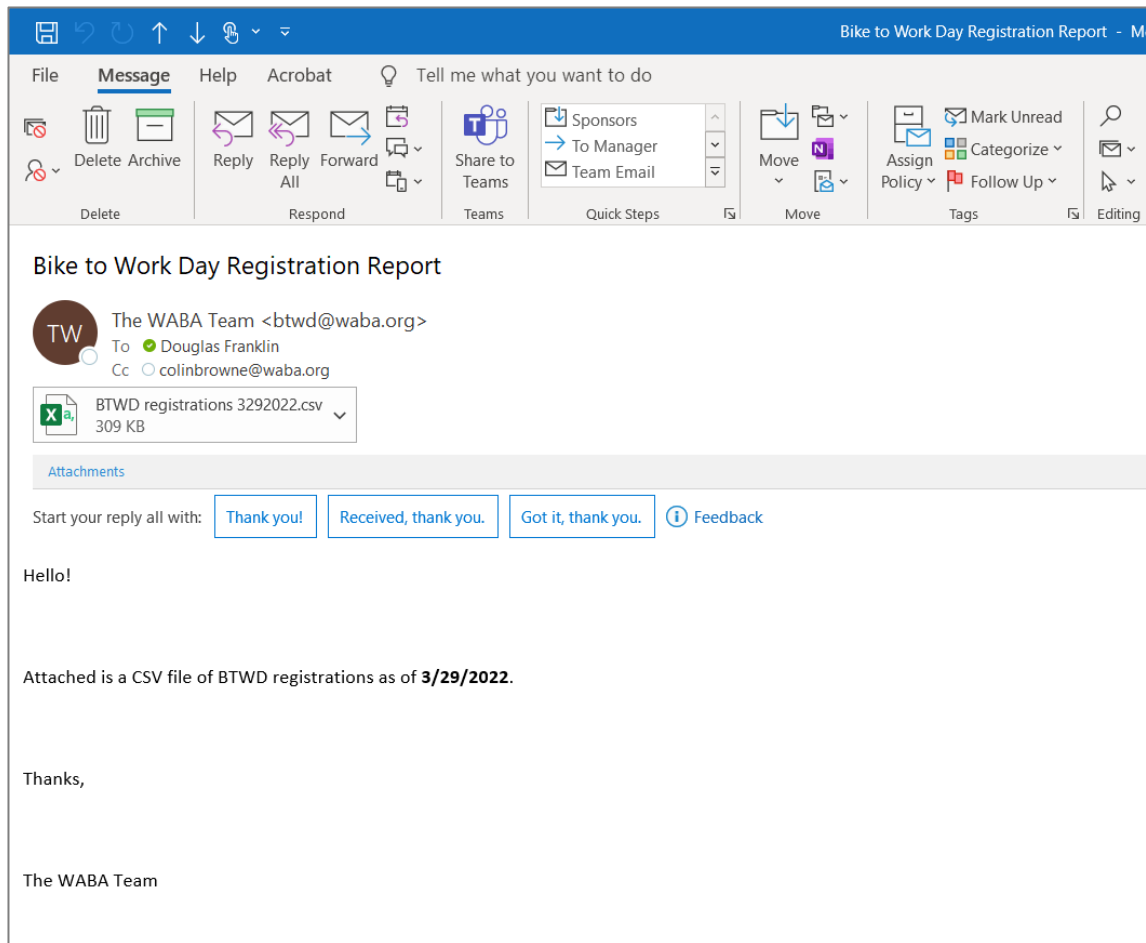 Bike to Work Day Registration Report - M
File Message Help Acrobat Tell me what you want to do
Delete Archive
Reply Reply All Forward
Share to Teams
Sponsors
To Manager
Team Email
Move
Assign Policy
Mark Unread
Categorize
Follow Up
Delete Respond Teams Quick Steps Move Tags Editing
Bike to Work Day Registration Report
TW
The WABA Team <btwd@waba.org>
To Douglas Franklin
Cc colinbrowne@waba.org
BTWD registrations 3292022.csv
309 KB
Attachments
Start your reply all with: Thank you! Received, thank you. Got it, thank you. Feedback
Hello!
Attached is a CSV file of BTWD registrations as of 3/29/2022.
Thanks,
The WABA Team